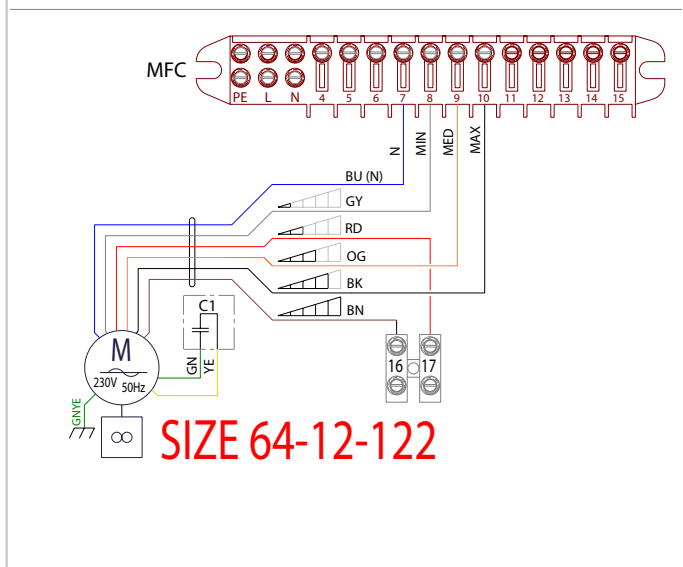 MFC
PE L N 4 5 6 7 8 9 10 11 12 13 14 15
N MIN MED MAX
BU (N)
GY
RD
OG
BK
BN
C1
GN YE
M
230V 50Hz
16 17
GNYE
SIZE 64-12-122